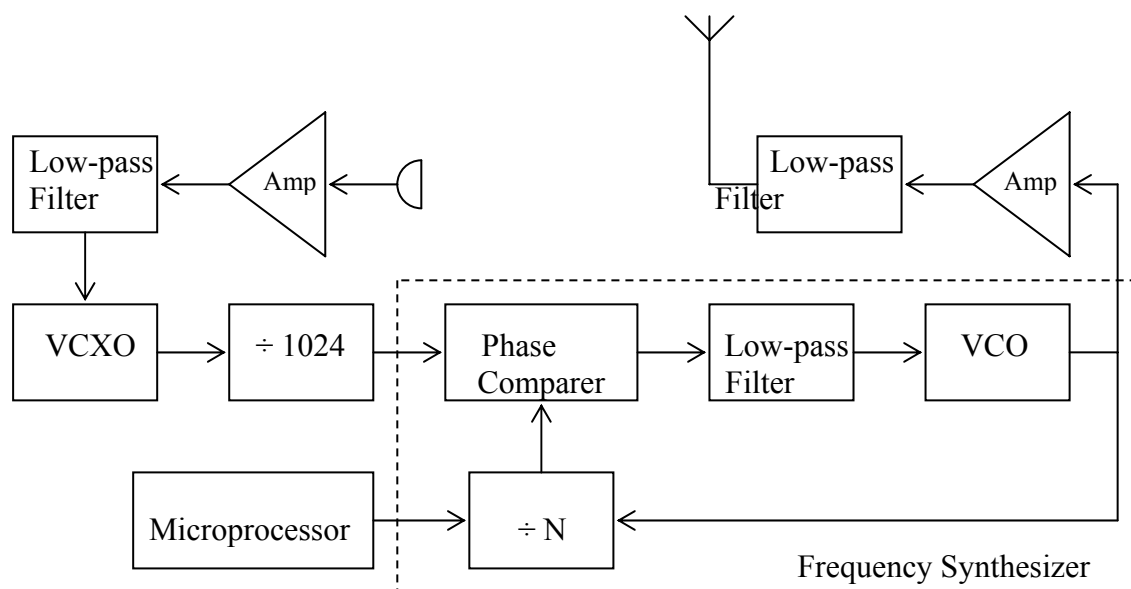 Low-pass
Filter
Amp
Low-pass
Filter
Amp
VCXO
÷ 1024
Phase
Comparer
Low-pass
Filter
VCO
Microprocessor
÷ N
Frequency Synthesizer